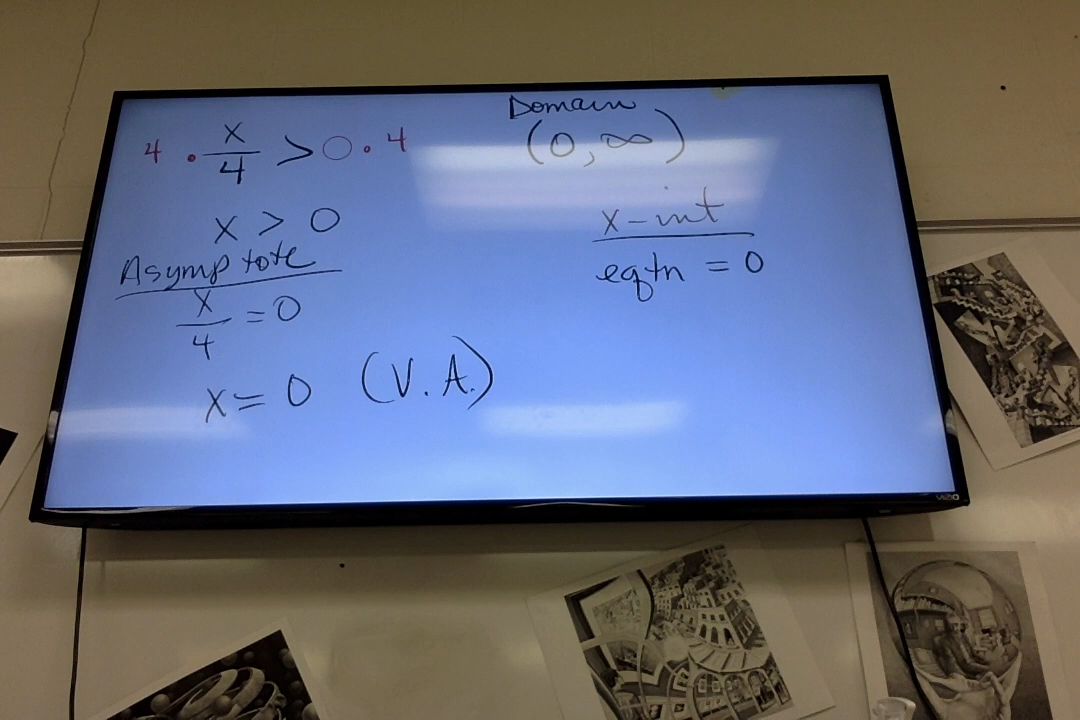 4 · x/4 > 0 · 4
x > 0
Asymptote
x/4 = 0
x = 0 (V.A.)
Domain
(0, ∞)
x-int
eqtn = 0
VIZIO